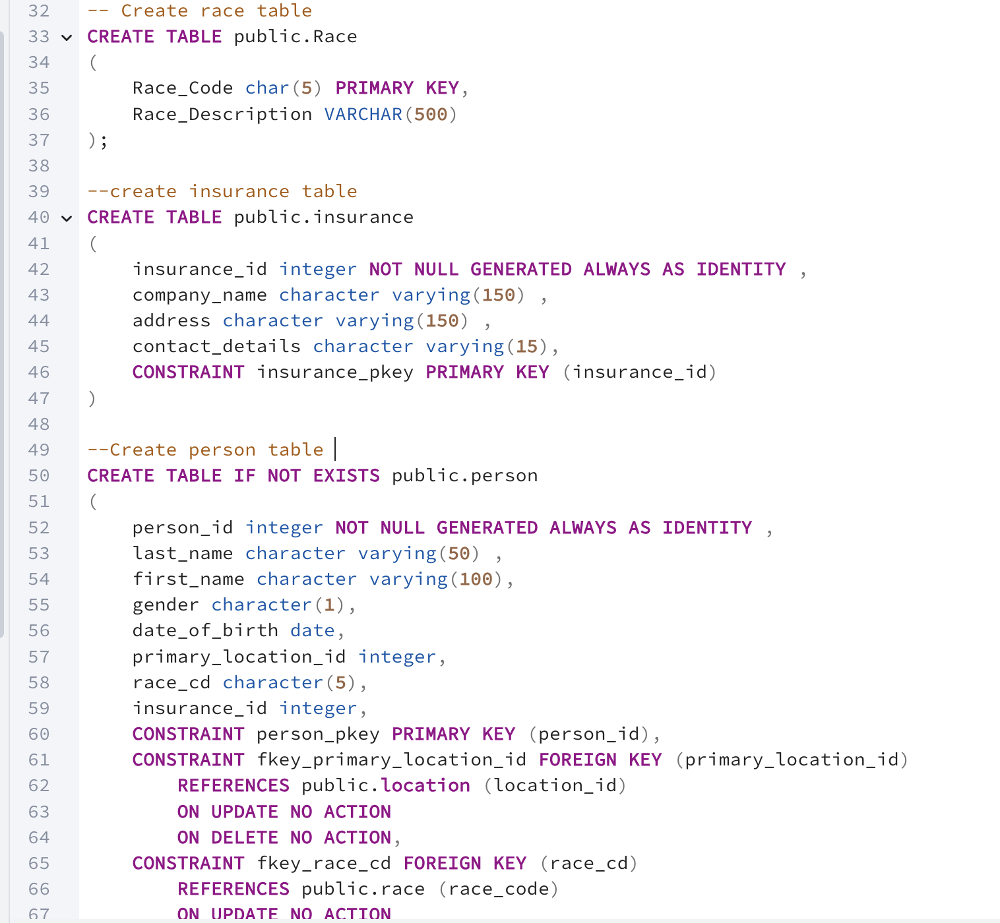 32 -- Create race table
33 CREATE TABLE public.Race
34 (
35 Race_Code char(5) PRIMARY KEY,
36 Race_Description VARCHAR(500)
37 );
38
39 --create insurance table
40 CREATE TABLE public.insurance
41 (
42 insurance_id integer NOT NULL GENERATED ALWAYS AS IDENTITY ,
43 company_name character varying(150) ,
44 address character varying(150) ,
45 contact_details character varying(15),
46 CONSTRAINT insurance_pkey PRIMARY KEY (insurance_id)
47 )
48
49 --Create person table
50 CREATE TABLE IF NOT EXISTS public.person
51 (
52 person_id integer NOT NULL GENERATED ALWAYS AS IDENTITY ,
53 last_name character varying(50) ,
54 first_name character varying(100),
55 gender character(1),
56 date_of_birth date,
57 primary_location_id integer,
58 race_cd character(5),
59 insurance_id integer,
60 CONSTRAINT person_pkey PRIMARY KEY (person_id),
61 CONSTRAINT fkey_primary_location_id FOREIGN KEY (primary_location_id)
62 REFERENCES public.location (location_id)
63 ON UPDATE NO ACTION
64 ON DELETE NO ACTION,
65 CONSTRAINT fkey_race_cd FOREIGN KEY (race_cd)
66 REFERENCES public.race (race_code)
67 ON UPDATE NO ACTION